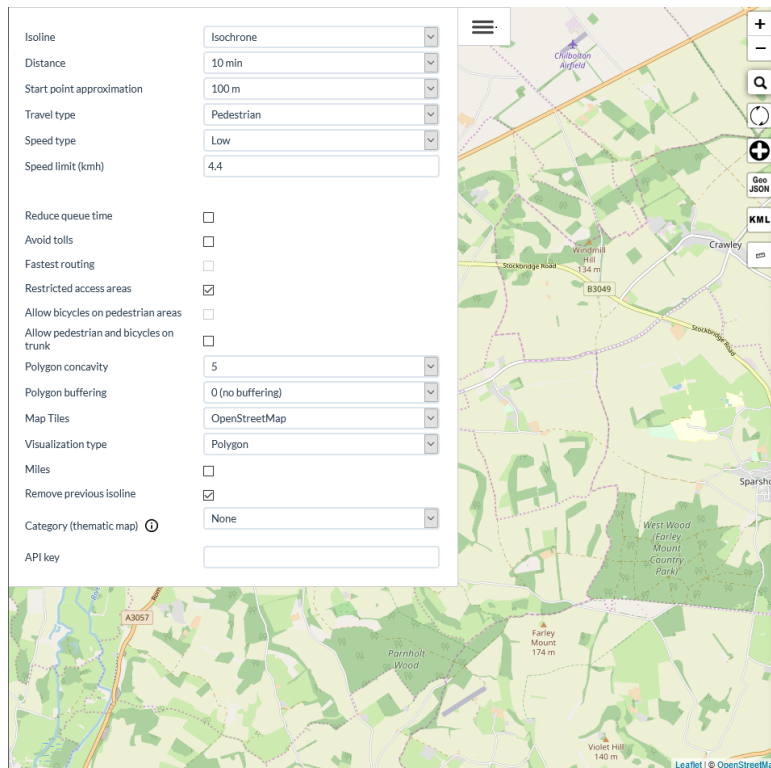 Isoline Isochrone
Distance 10 min
Start point approximation 100 m
Travel type Pedestrian
Speed type Low
Speed limit (kmh) 4.4
Reduce queue time
Avoid tolls
Fastest routing
Restricted access areas
Allow bicycles on pedestrian areas
Allow pedestrian and bicycles on
trunk
Polygon concavity 5
Polygon buffering 0 (no buffering)
Map Tiles OpenStreetMap
Visualization type Polygon
Miles
Remove previous isoline
Category (thematic map) None
API key
Chilbolton
Airfield
+
−
Geo
JSON
KML
Crawley
Windmill
Hill
134 m
Stockbridge Road
B3049
Stockbridge Road
Sparsho
West Wood
(Farley
Mount
Country
Park)
A3057
Farley
Mount
174 m
Parnholt
Wood
Violet Hill
140 m
Leaflet | © OpenStreetMa